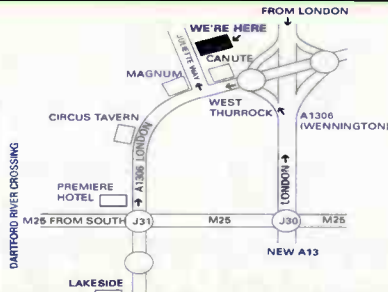 FROM LONDON
WE'RE HERE
JULIETTE WAY
CANUTE
MAGNUM
WEST
THURROCK
A1306
(WENNINGTON)
CIRCUS TAVERN
A1306 LONDON
LONDON
PREMIERE
HOTEL
DARTFORD RIVER CROSSING
M25 FROM SOUTH
J31
M25
J30
M25
NEW A13
LAKESIDE